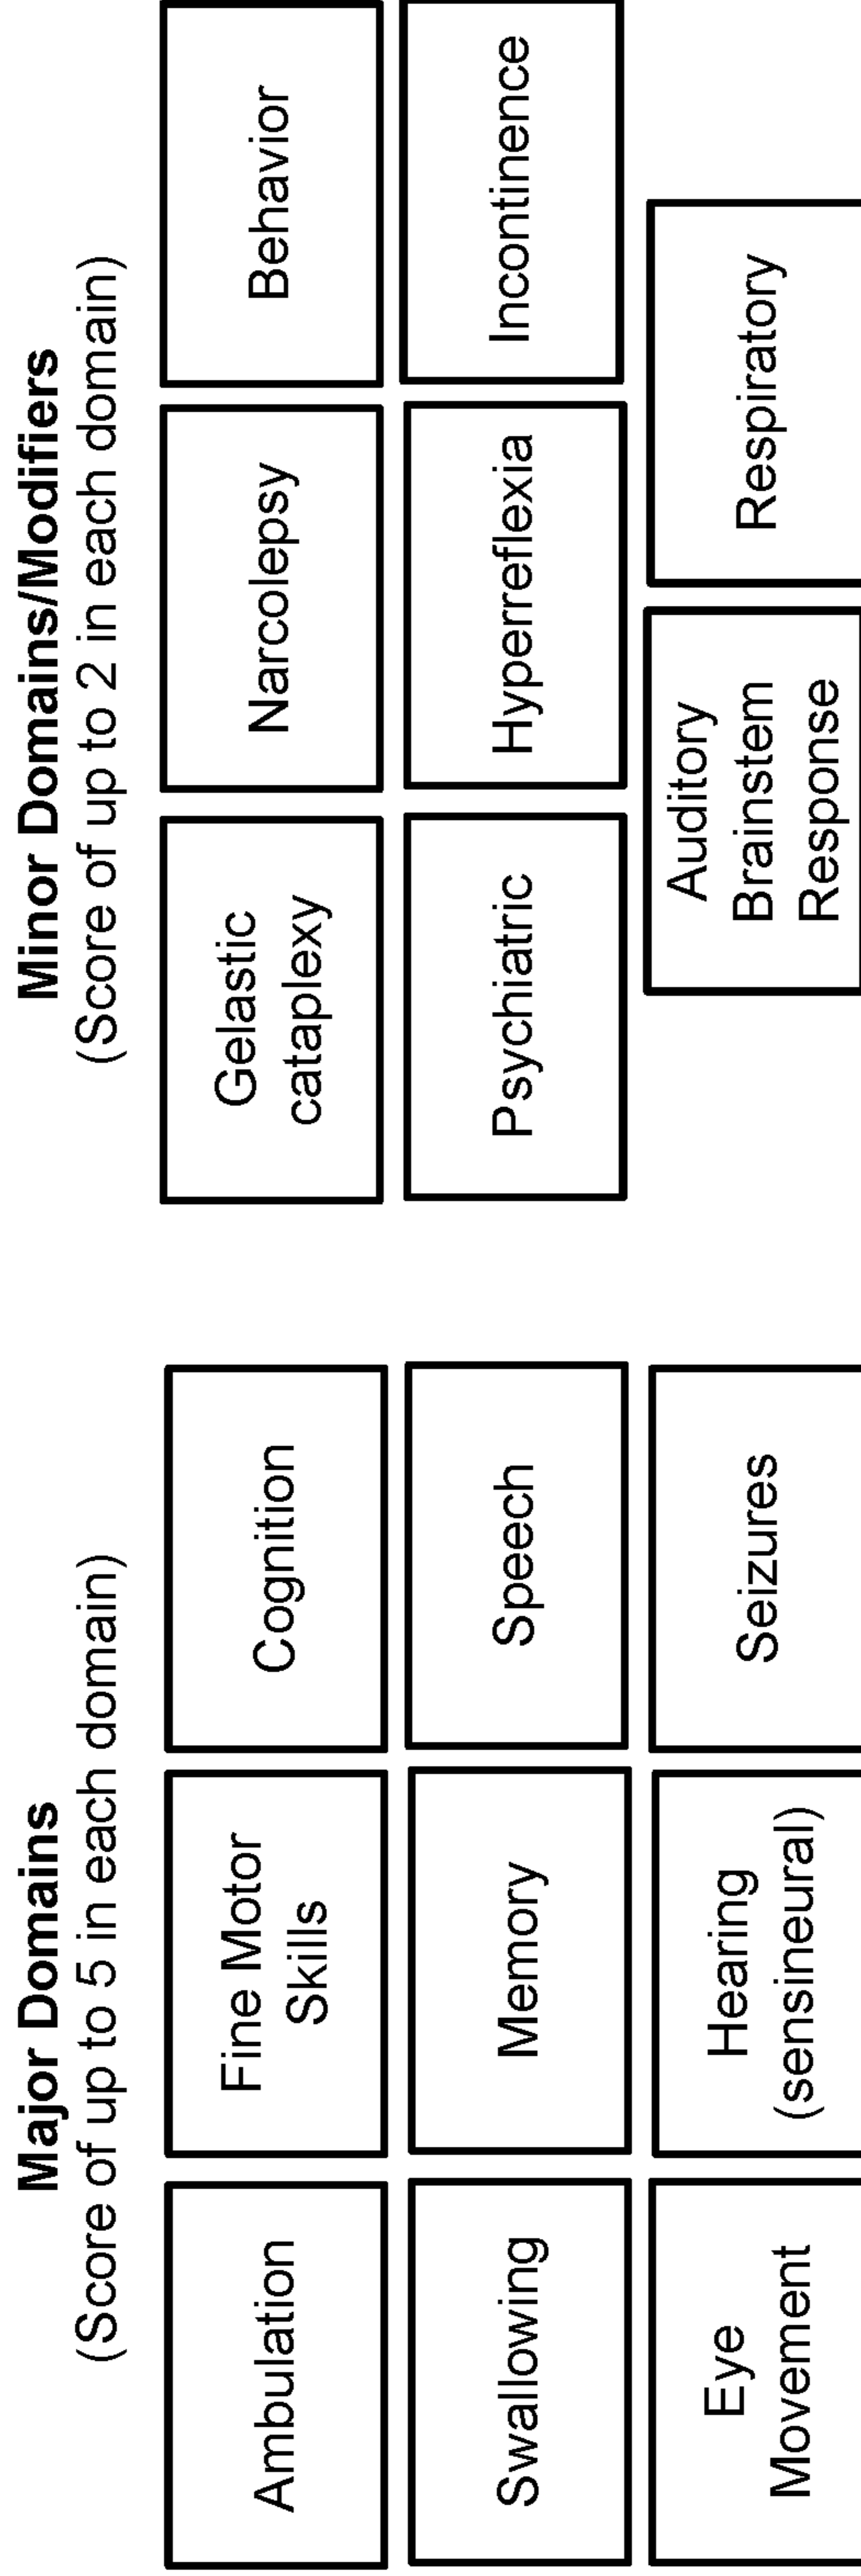 Major Domains
(Score of up to 5 in each domain)
Ambulation
Fine Motor
Skills
Cognition
Swallowing
Memory
Speech
Eye
Movement
Hearing
(sensineural)
Seizures
Minor Domains/Modifiers
(Score of up to 2 in each domain)
Gelastic
cataplexy
Narcolepsy
Behavior
Psychiatric
Hyperreflexia
Incontinence
Auditory
Brainstem
Response
Respiratory